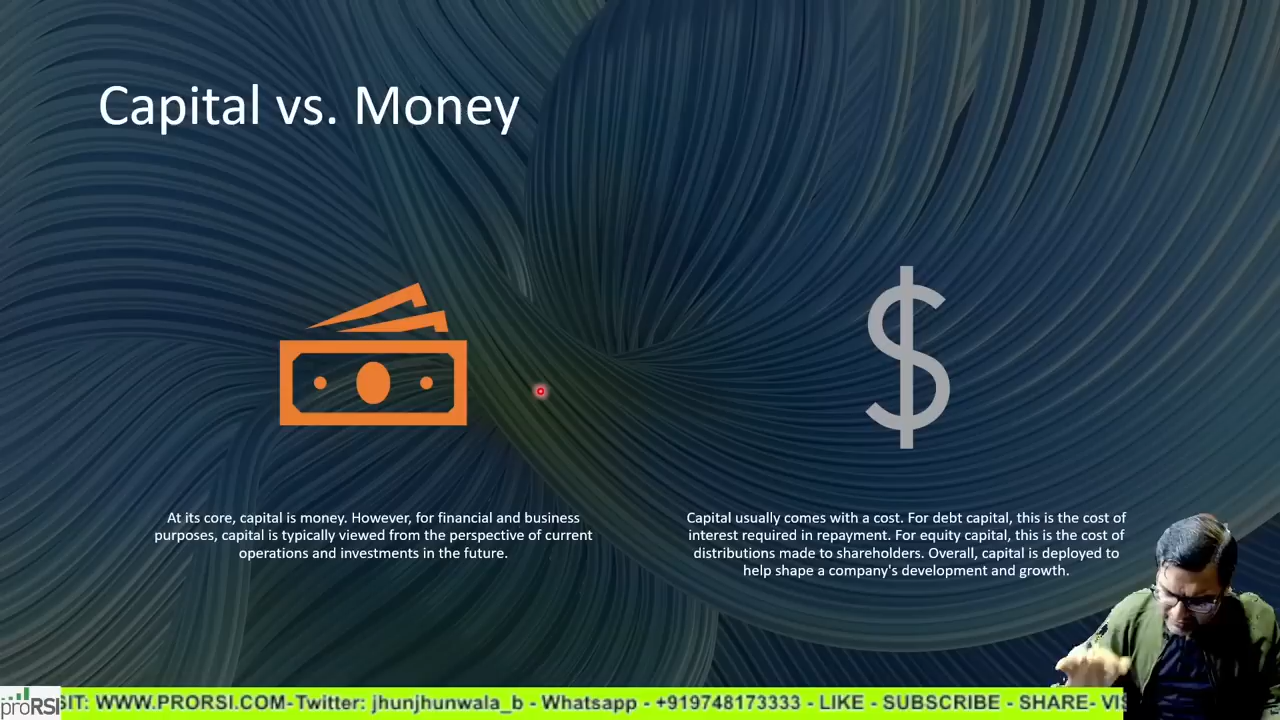 Capital vs. Money
At its core, capital is money. However, for financial and business
purposes, capital is typically viewed from the perspective of current
operations and investments in the future.
Capital usually comes with a cost. For debt capital, this is the cost of
interest required in repayment. For equity capital, this is the cost of
distributions made to shareholders. Overall, capital is deployed to
help shape a company's development and growth.
proRSI
SIT: WWW.PRORSI.COM-Twitter: jhunjhunwala_b - Whatsapp - +919748173333 - LIKE - SUBSCRIBE - SHARE- VIS